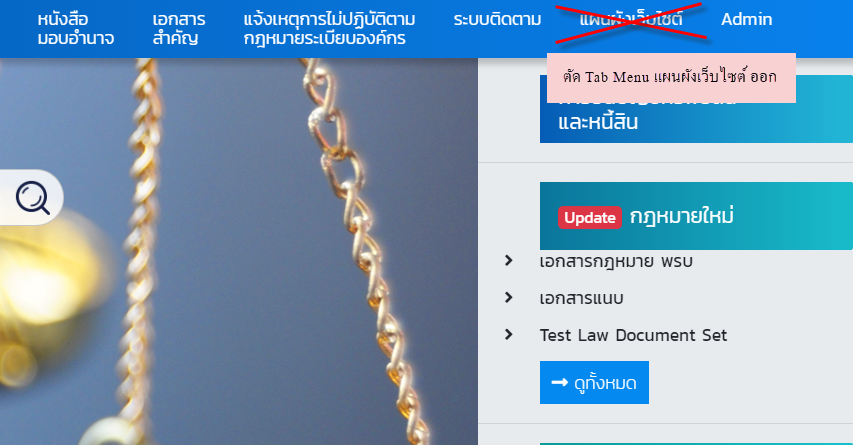 หนังสือ
มอบอำนาจ
เอกสาร
สำคัญ
แจ้งเหตุการไม่ปฏิบัติตาม
กฎหมายระเบียบองค์กร
ระบบติดตาม
แผนผังเว็บไซต์
Admin
ตัด Tab Menu แผนผังเว็บไซต์ ออก
และหนี้สิน
Update กฎหมายใหม่
เอกสารกฎหมาย พรบ
เอกสารแนบ
Test Law Document Set
ดูทั้งหมด